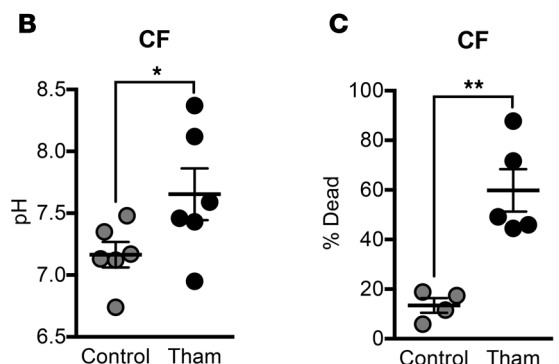 B
CF
*
8.5
8.0
7.5
7.0
6.5
pH
Control Tham
C
CF
**
100
80
60
40
20
0
% Dead
Control Tham